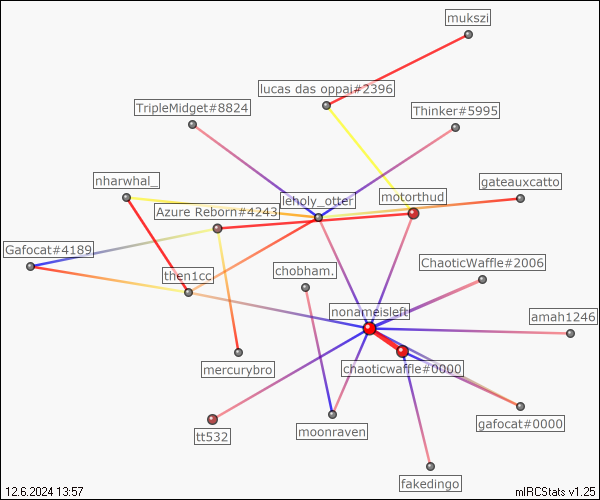 mukszi
lucas das oppai#2396
TripleMidget#8824
Thinker#5995
nharwhal_
gateauxcatto
leholy_otter
motorthud
Azure Reborn#4243
Gafocat#4189
ChaoticWaffle#2006
chobham.
then1cc
nonameisleft
amah1246
mercurybro
chaoticwaffle#0000
gafocat#0000
moonraven
tt532
fakedingo
12.6.2024 13:57
mIRCStats v1.25